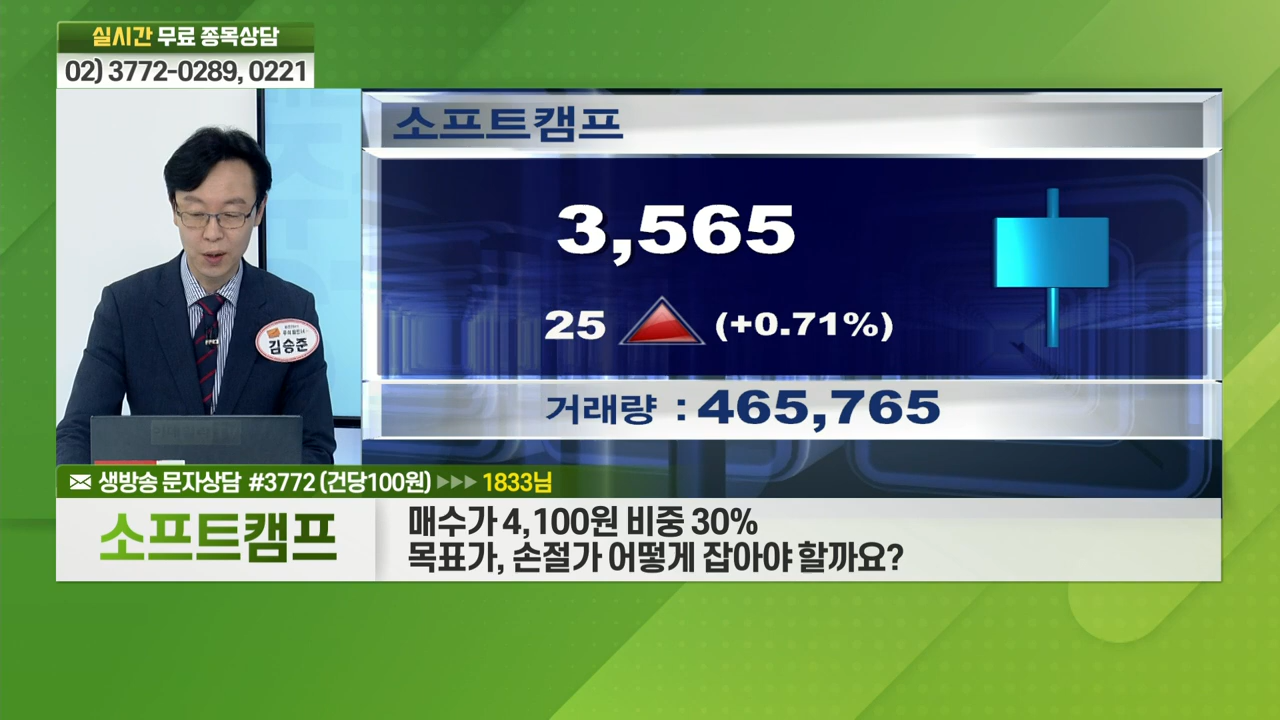 실시간 무료 종목상담
02) 3772-0289, 0221
소프트캠프
3,565
25 (+0.71%)
거래량 : 465,765
김승준
생방송 문자상담 #3772 (건당100원) 1833님
소프트캠프
매수가 4,100원 비중 30%
목표가, 손절가 어떻게 잡아야 할까요?